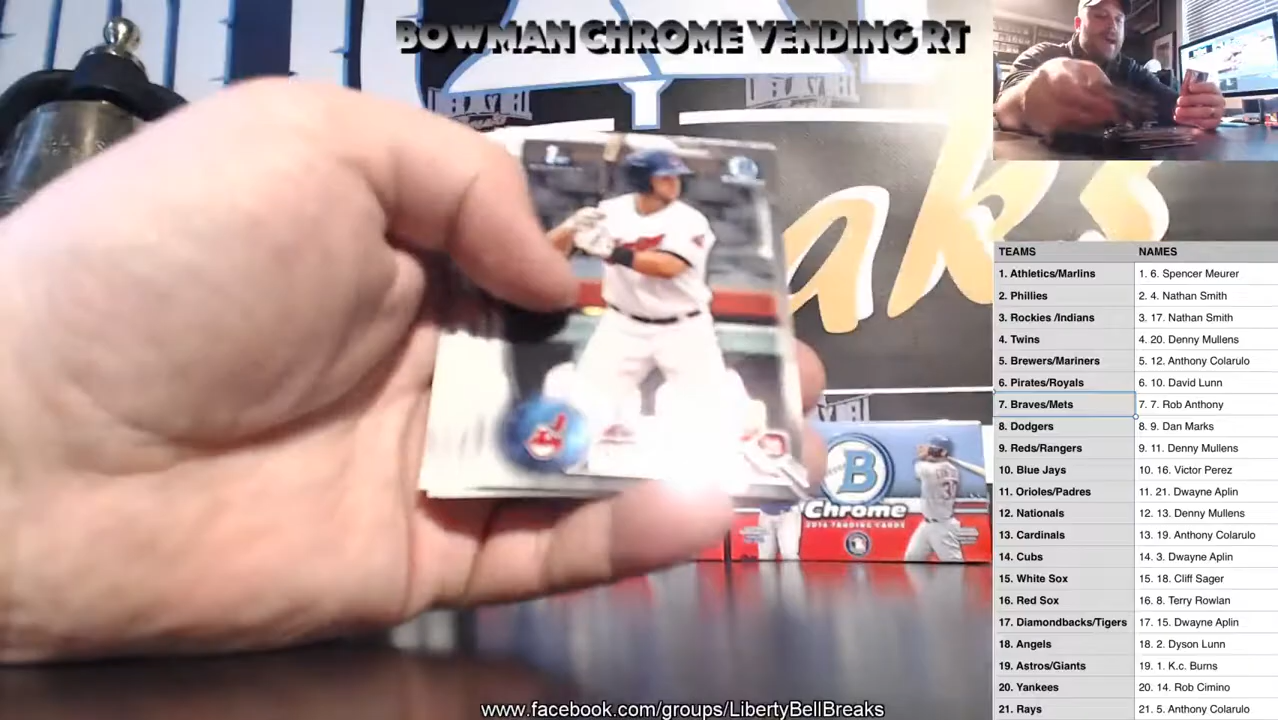 BOWMAN CHROME VENDING RT
aks
B
Chrome
2016 TRADING CARDS
TEAMS NAMES
1. Athletics/Marlins 1. 6. Spencer Meurer
2. Phillies 2. 4. Nathan Smith
3. Rockies /Indians 3. 17. Nathan Smith
4. Twins 4. 20. Denny Mullens
5. Brewers/Mariners 5. 12. Anthony Colarulo
6. Pirates/Royals 6. 10. David Lunn
7. Braves/Mets 7. 7. Rob Anthony
8. Dodgers 8. 9. Dan Marks
9. Reds/Rangers 9. 11. Denny Mullens
10. Blue Jays 10. 16. Victor Perez
11. Orioles/Padres 11. 21. Dwayne Aplin
12. Nationals 12. 13. Denny Mullens
13. Cardinals 13. 19. Anthony Colarulo
14. Cubs 14. 3. Dwayne Aplin
15. White Sox 15. 18. Cliff Sager
16. Red Sox 16. 8. Terry Rowlan
17. Diamondbacks/Tigers 17. 15. Dwayne Aplin
18. Angels 18. 2. Dyson Lunn
19. Astros/Giants 19. 1. K.c. Burns
20. Yankees 20. 14. Rob Cimino
21. Rays 21. 5. Anthony Colarulo
www.facebook.com/groups/LibertyBellBreaks